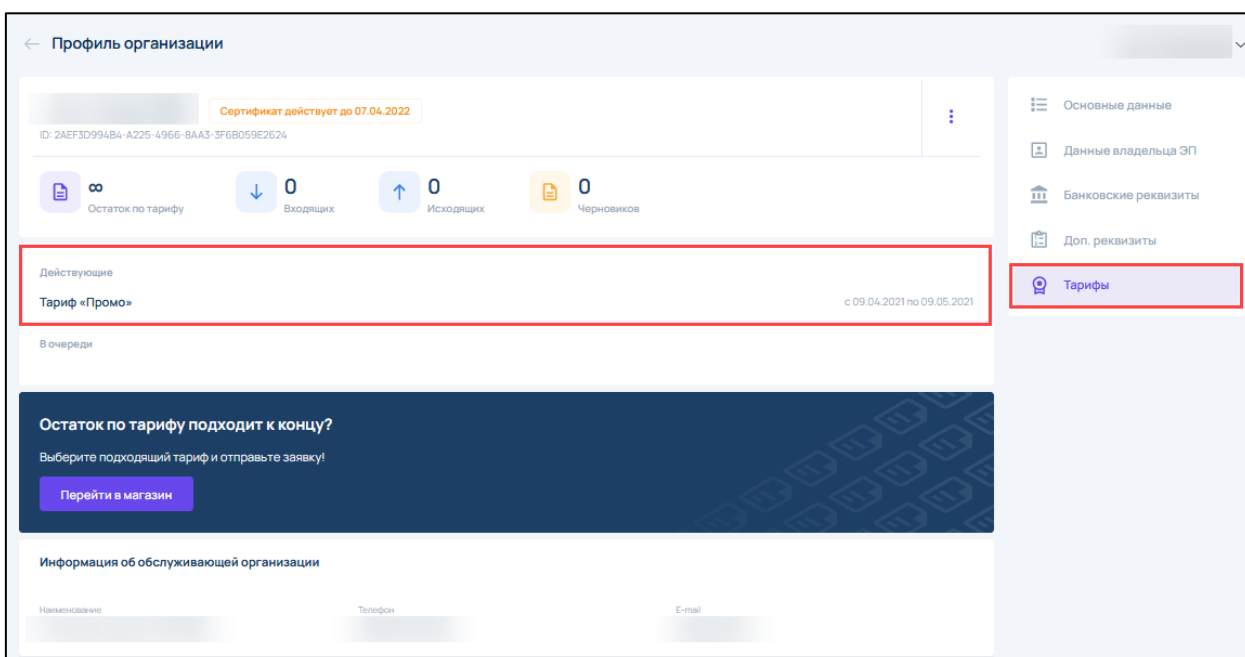 Профиль организации
Сертификат действует до 07.04.2022
ID: 2AEF3D994B4-A225-4966-8AA3-3F6B059E2624
∞
Остаток по тарифу
0
Входящих
0
Исходящих
0
Черновиков
Действующие
Тариф «Промо»
с 09.04.2021 по 09.05.2021
В очереди
Остаток по тарифу подходит к концу?
Выберите подходящий тариф и отправьте заявку!
Перейти в магазин
Информация об обслуживающей организации
Наименование
Телефон
E-mail
Основные данные
Данные владельца ЭП
Банковские реквизиты
Доп. реквизиты
Тарифы